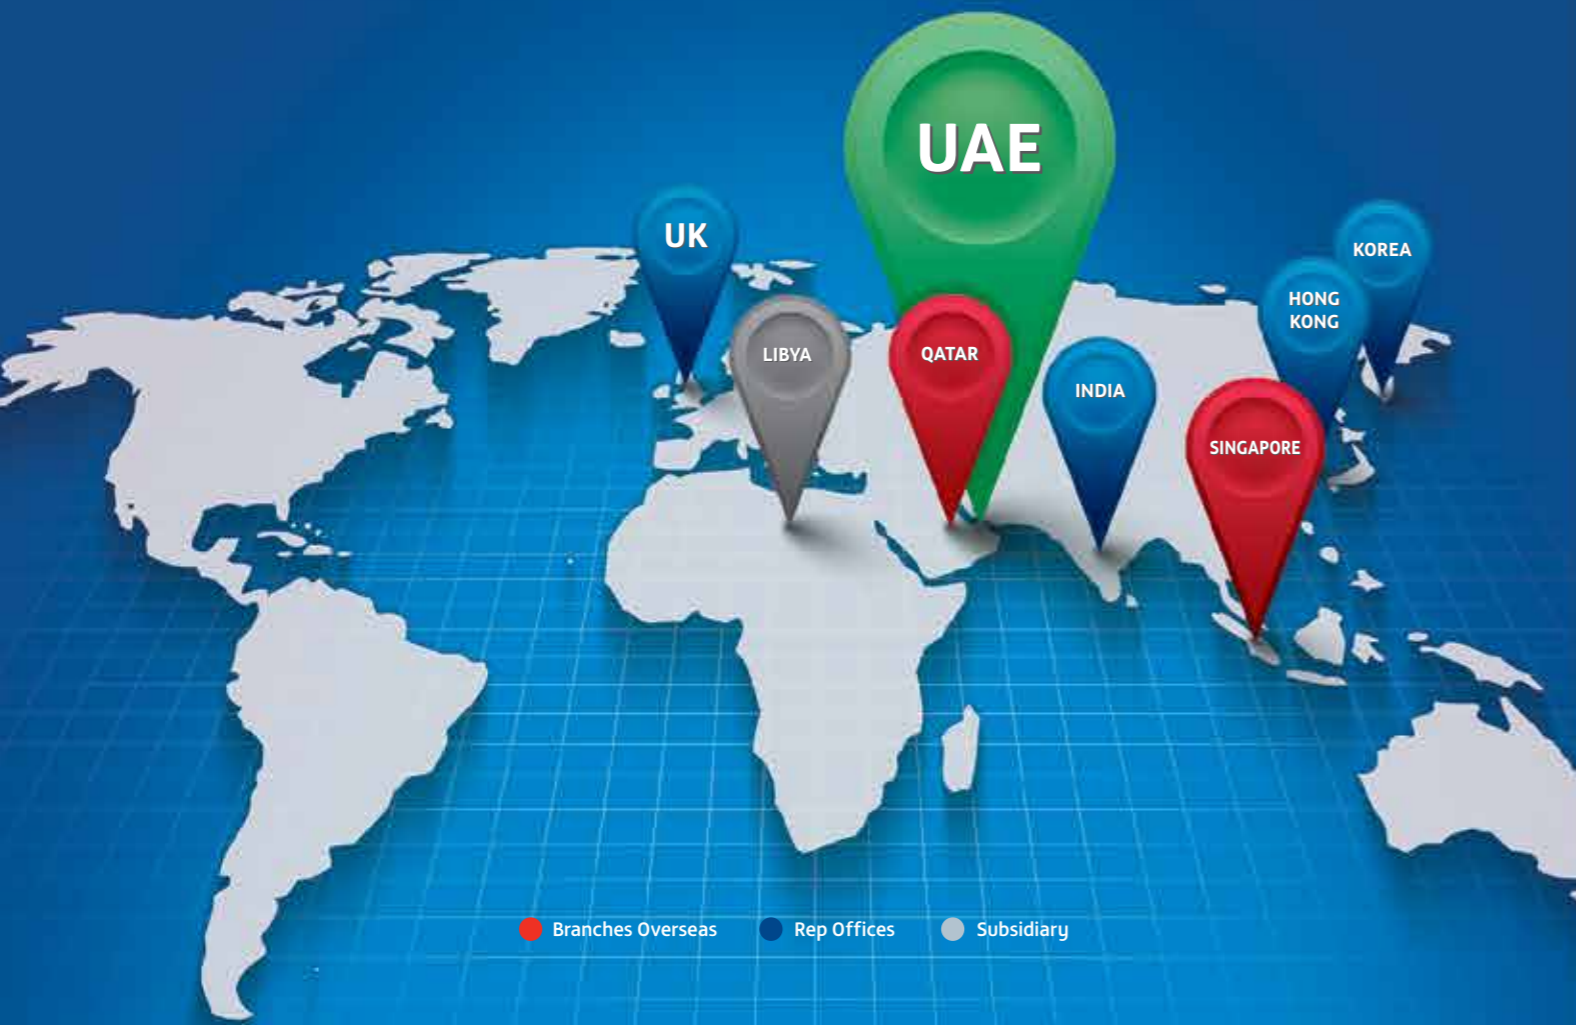 UAE
UK
KOREA
HONG
KONG
LIBYA
QATAR
INDIA
SINGAPORE
Branches Overseas
Rep Offices
Subsidiary